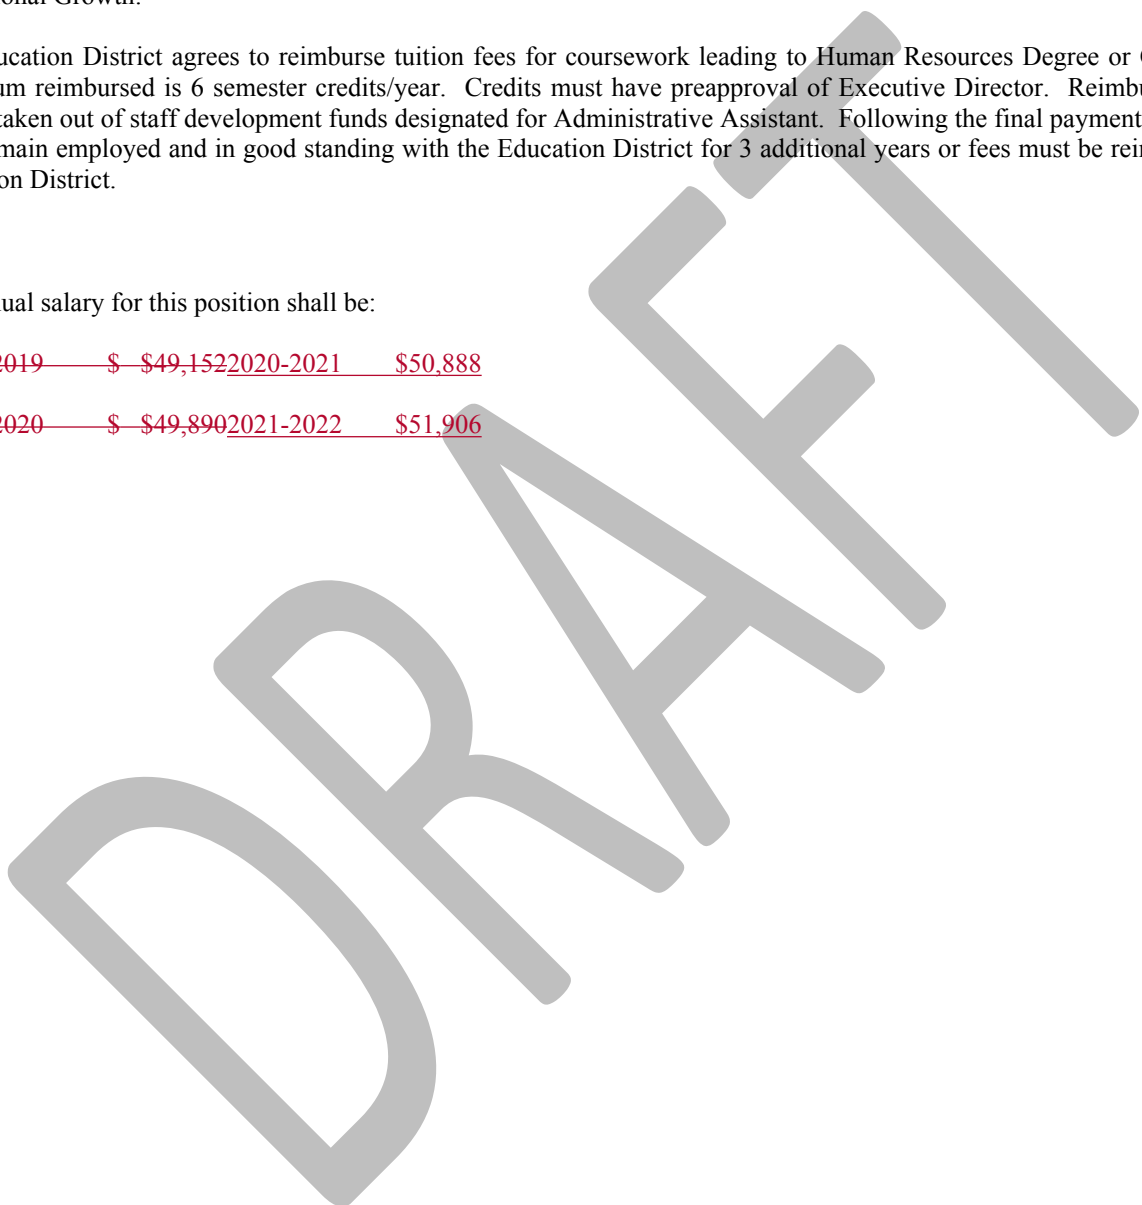 onal Growth.
ucation District agrees to reimburse tuition fees for coursework leading to Human Resources Degree or
um reimbursed is 6 semester credits/year. Credits must have preapproval of Executive Director. Reimbu
taken out of staff development funds designated for Administrative Assistant. Following the final payment
main employed and in good standing with the Education District for 3 additional years or fees must be rei
on District.
ual salary for this position shall be:
2019 $ $49,1522020-2021 $50,888
2020 $ $49,8902021-2022 $51,906
DRAFT